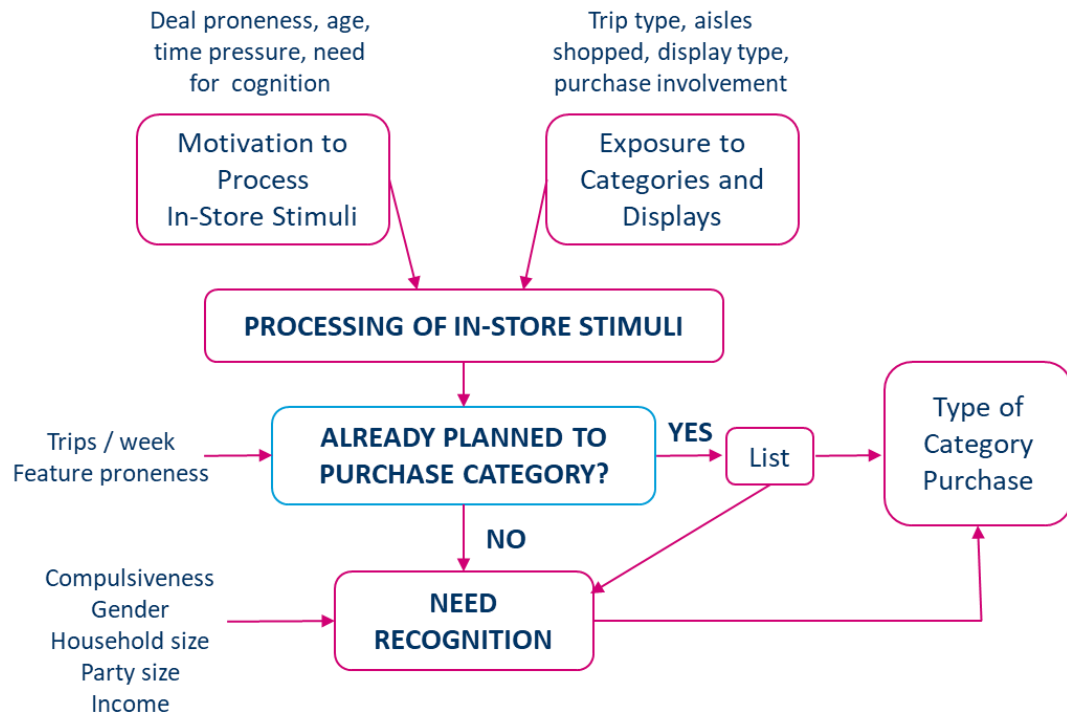 Deal proneness, age,
time pressure, need
for cognition
Trip type, aisles
shopped, display type,
purchase involvement
Motivation to
Process
In-Store Stimuli
Exposure to
Categories and
Displays
PROCESSING OF IN-STORE STIMULI
Trips / week
Feature proneness
ALREADY PLANNED TO
PURCHASE CATEGORY?
YES
List
Type of
Category
Purchase
NO
Compulsiveness
Gender
Household size
Party size
Income
NEED
RECOGNITION